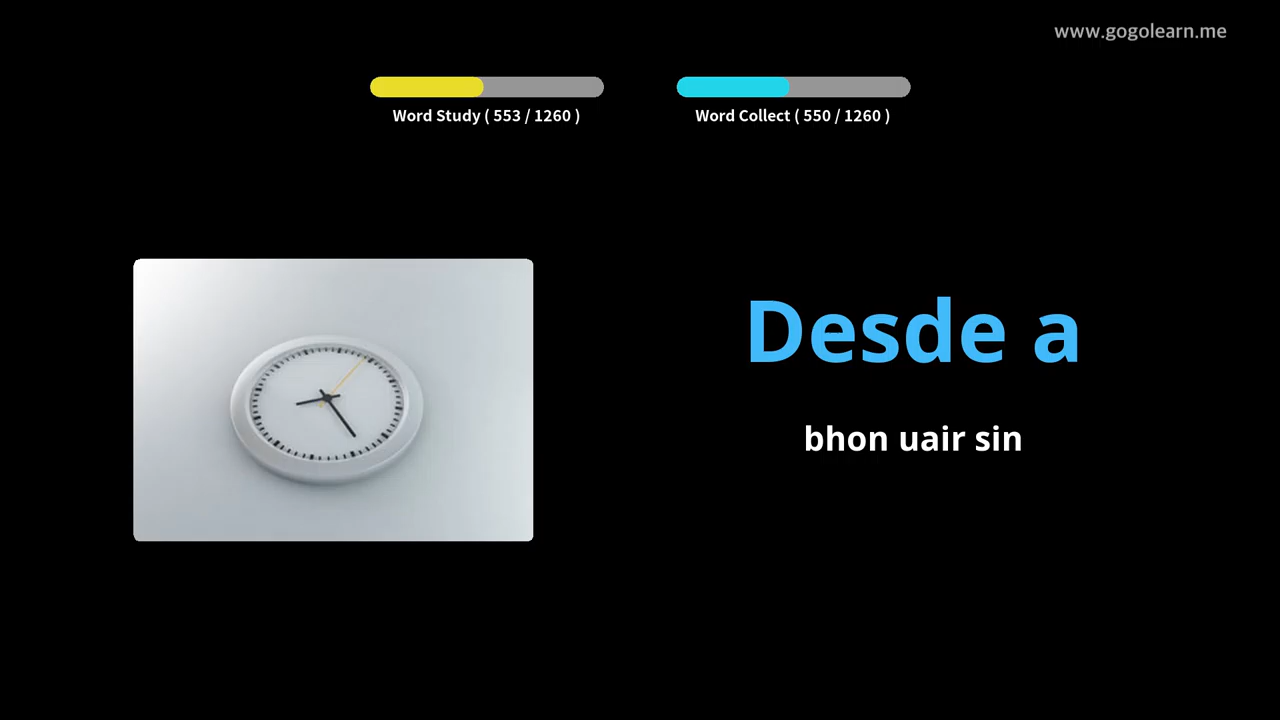 www.gogolearn.me
Word Study ( 553 / 1260 )
Word Collect ( 550 / 1260 )
Desde a
bhon uair sin